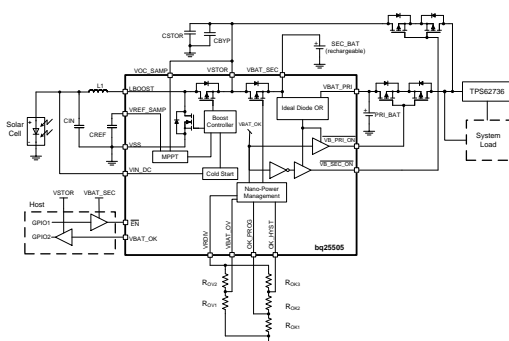 CSTOR
CBYP
SEC_BAT
(rechargeable)
VOC_SAMP
VSTOR
VBAT_SEC
L1
LBOOST
VBAT_PRI
TPS62736
Solar
Cell
CIN
CREF
VREF_SAMP
Boost
Controller
Ideal Diode OR
VBAT_OK
PRI_BAT
System
Load
VSS
MPPT
VB_PRI_ON
VIN_DC
Cold Start
VB_SEC_ON
Nano-Power
Management
Host
VSTOR
VBAT_SEC
GPIO1
EN
GPIO2
VBAT_OK
VRDIV
VBAT_OV
OK_PROG
OK_HYST
bq25505
ROV2
ROK3
ROV1
ROK2
ROK1